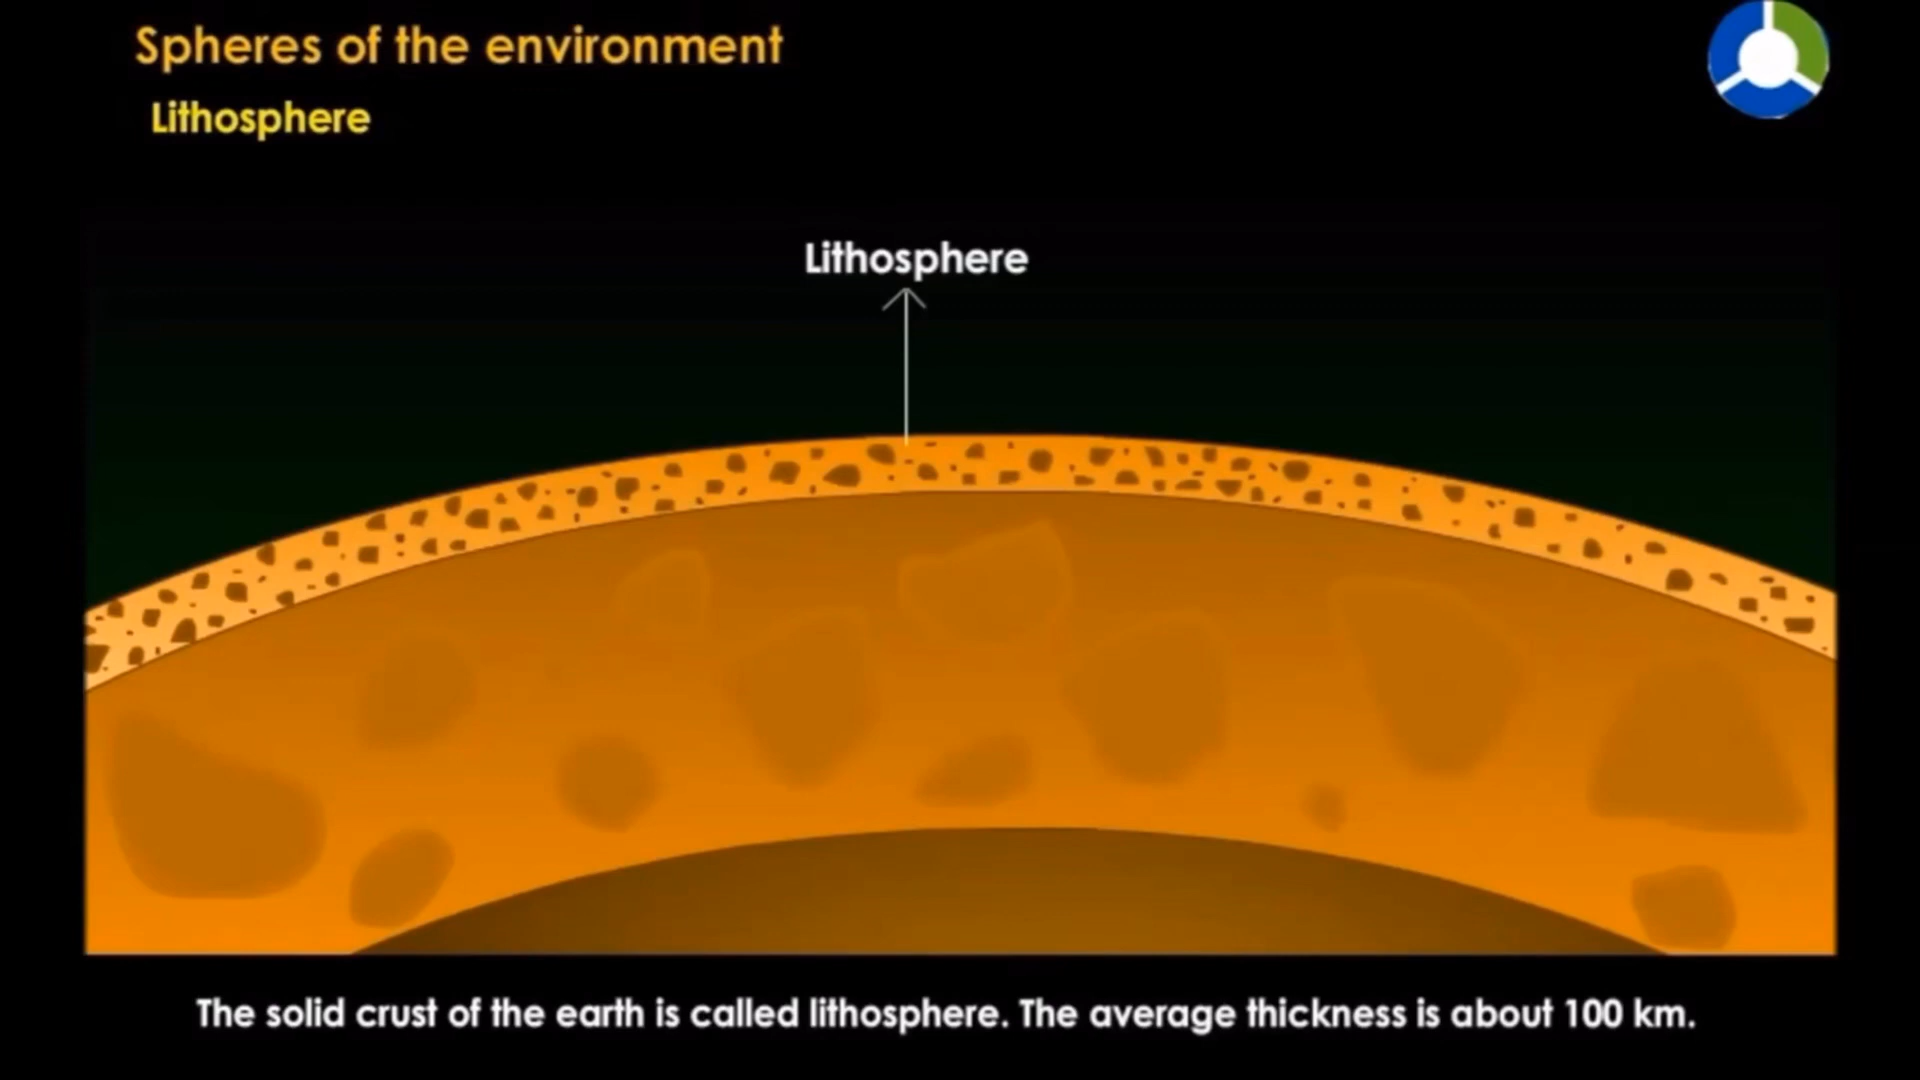 Spheres of the environment
Lithosphere
Lithosphere
The solid crust of the earth is called lithosphere. The average thickness is about 100 km.